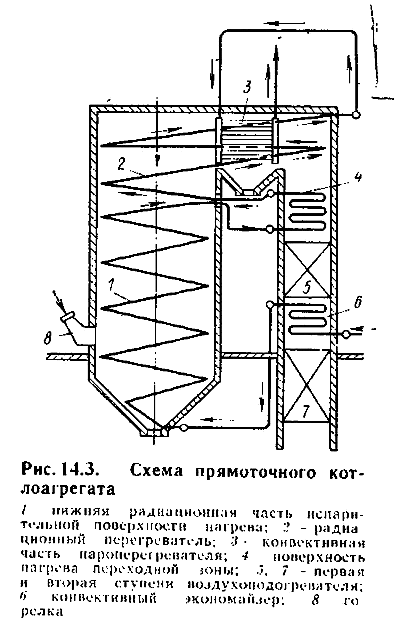 3
2
4
1
5
6
8
7
Рис. 14.3. Схема прямоточного кот-
лоагрегата
1 нижняя радиационная часть испари-
тельной поверхности нагрева; 2 - радиа
ционный перегреватель; 3 - конвективная
часть пароперегревателя; 4 поверхность
нагрева переходной зоны; 5, 7 - первая
и вторая ступени воздухоподогревателя;
6 конвективный экономайзер; 8 го
релка